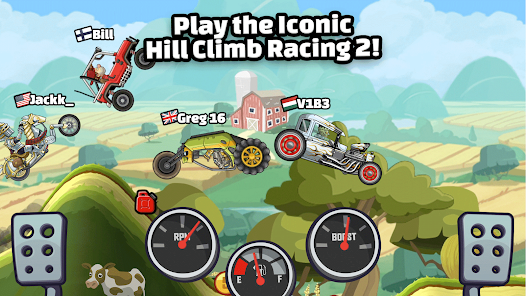 Play the Iconic
Hill Climb Racing 2!
Bill
Jackk_
Greg 16
V1B3
RPM
BOOST
E
F